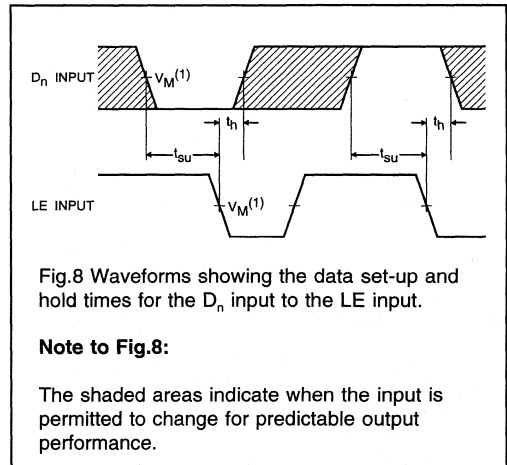 Dn INPUT
VM(1)
th
th
tsu
tsu
LE INPUT
VM(1)
Fig.8 Waveforms showing the data set-up and
hold times for the Dn input to the LE input.
Note to Fig.8:
The shaded areas indicate when the input is
permitted to change for predictable output
performance.